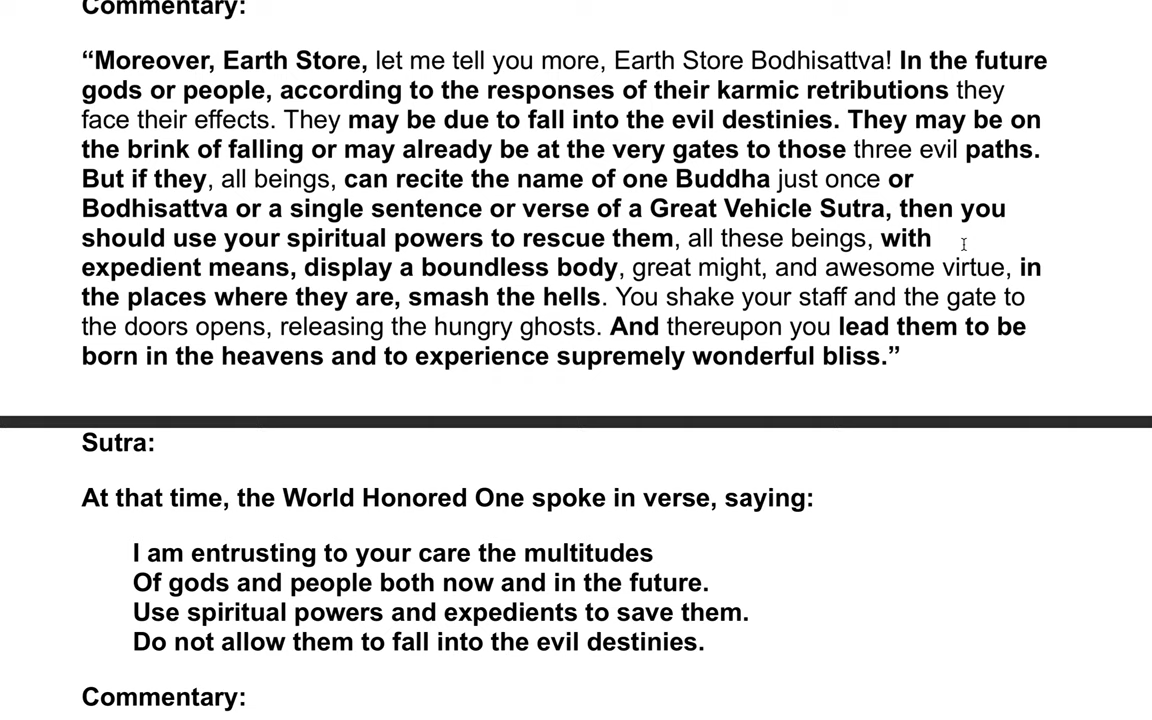 Commentary:
“Moreover, Earth Store, let me tell you more, Earth Store Bodhisattva! In the future
gods or people, according to the responses of their karmic retributions they
face their effects. They may be due to fall into the evil destinies. They may be on
the brink of falling or may already be at the very gates to those three evil paths.
But if they, all beings, can recite the name of one Buddha just once or
Bodhisattva or a single sentence or verse of a Great Vehicle Sutra, then you
should use your spiritual powers to rescue them, all these beings, with
expedient means, display a boundless body, great might, and awesome virtue, in
the places where they are, smash the hells. You shake your staff and the gate to
the doors opens, releasing the hungry ghosts. And thereupon you lead them to be
born in the heavens and to experience supremely wonderful bliss.”
Sutra:
At that time, the World Honored One spoke in verse, saying:
I am entrusting to your care the multitudes
Of gods and people both now and in the future.
Use spiritual powers and expedients to save them.
Do not allow them to fall into the evil destinies.
Commentary: